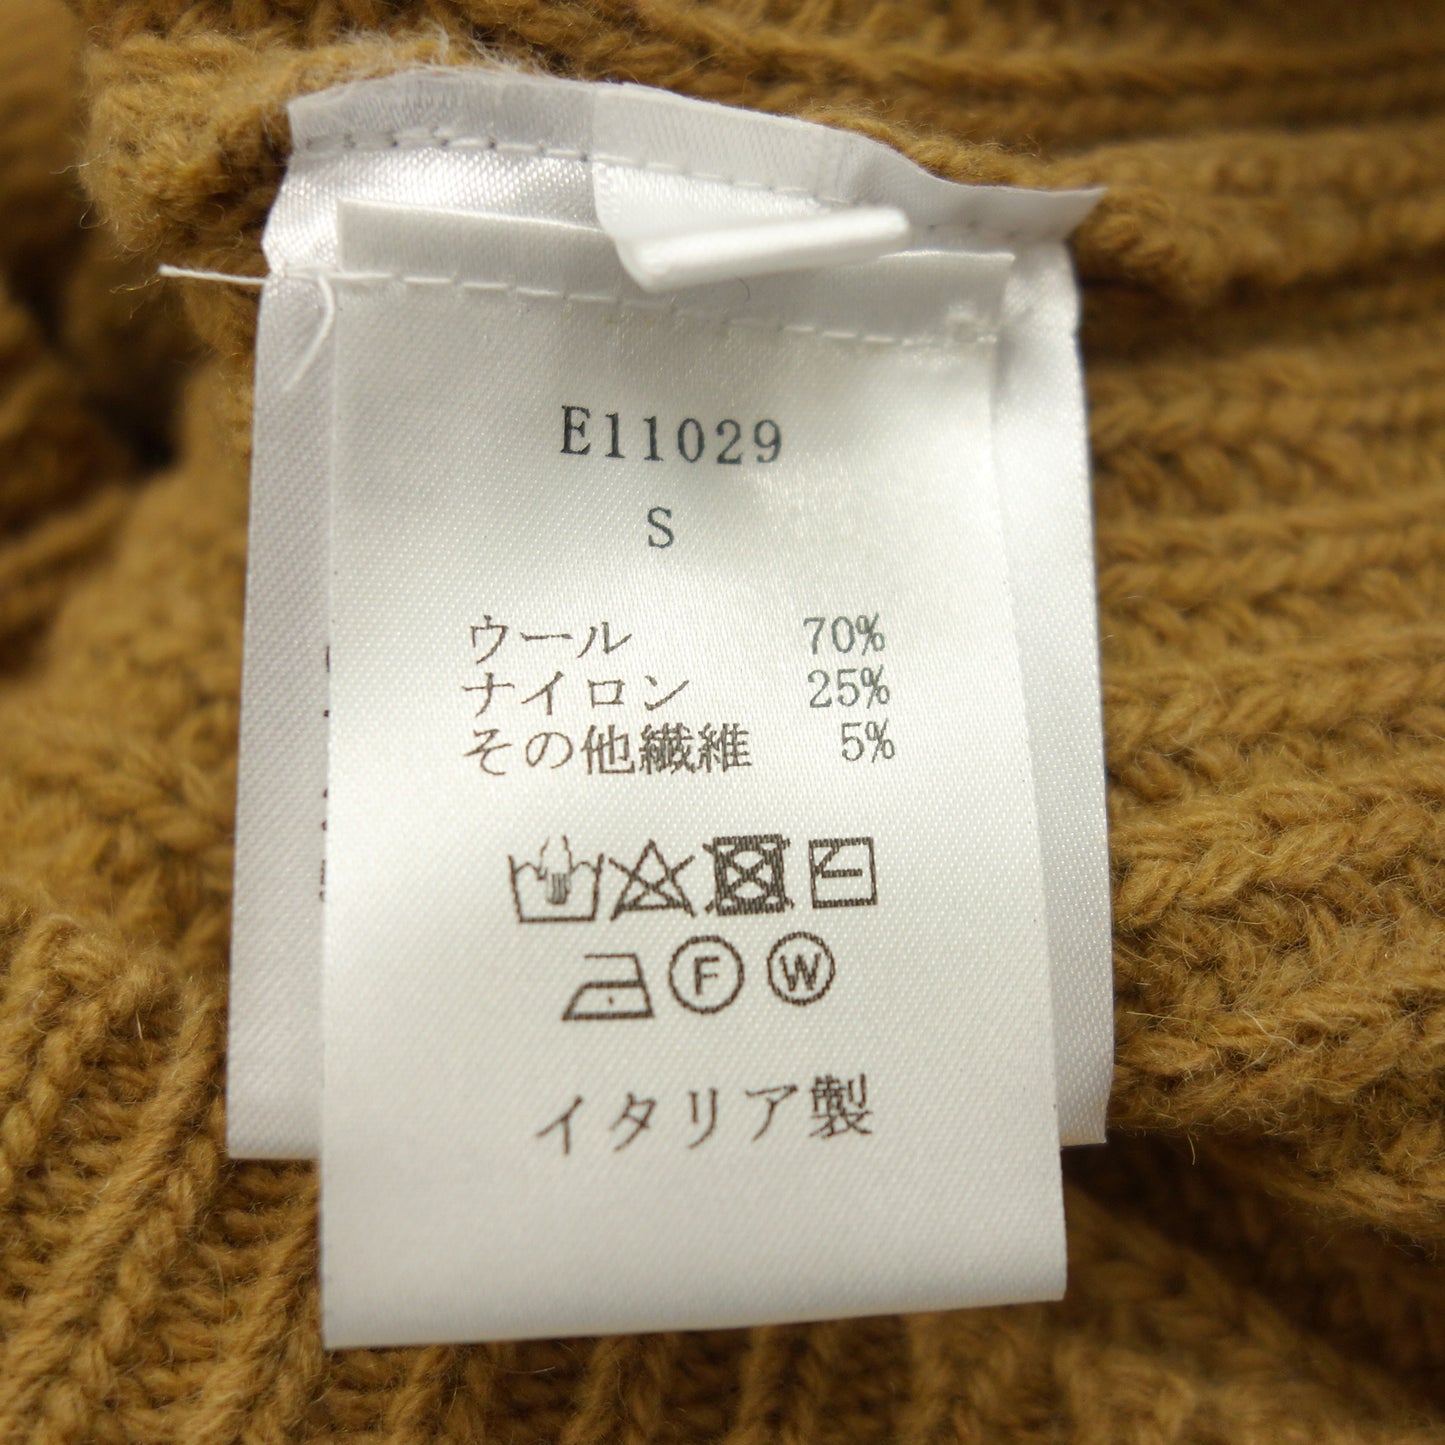 E11029
S
ウール 70%
ナイロン 25%
その他繊維 5%
F W
イタリア製